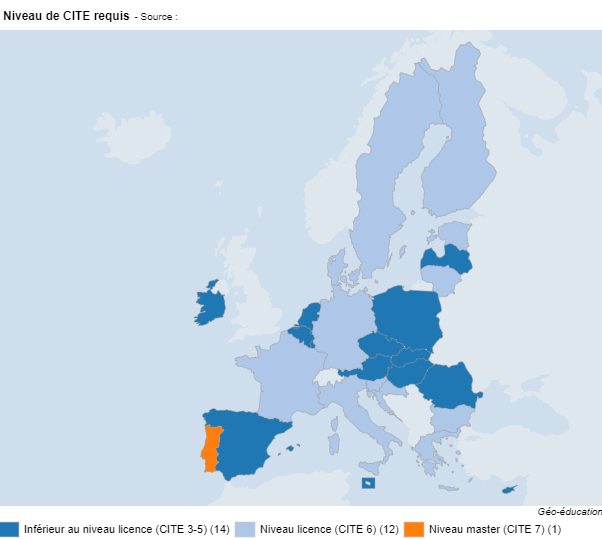 Niveau de CITE requis - Source :
Géo-éducation
Inférieur au niveau licence (CITE 3-5) (14) Niveau licence (CITE 6) (12) Niveau master (CITE 7) (1)